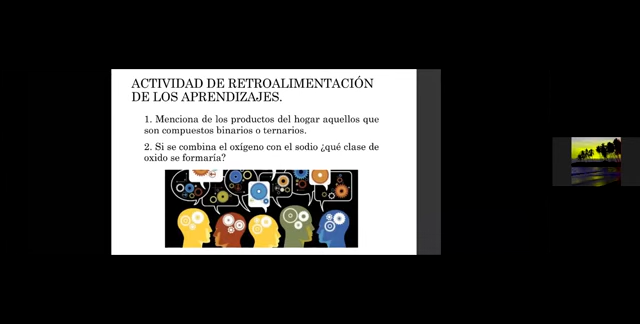 ACTIVIDAD DE RETROALIMENTACIÓN
DE LOS APRENDIZAJES.
1. Menciona de los productos del hogar aquellos que
son compuestos binarios o ternarios.
2. Si se combina el oxígeno con el sodio ¿qué clase de
oxido se formaría?